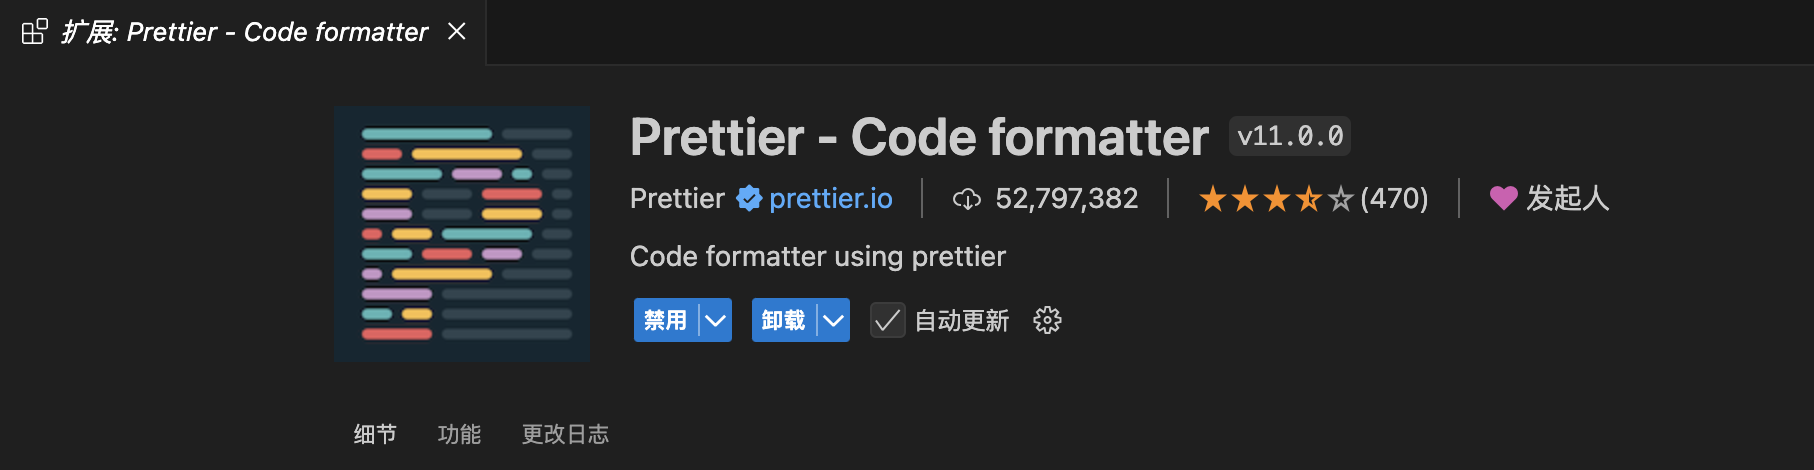 扩展: Prettier - Code formatter
Prettier - Code formatter v11.0.0
Prettier prettier.io 52,797,382 (470) 发起人
Code formatter using prettier
禁用 卸载 自动更新
细节 功能 更改日志